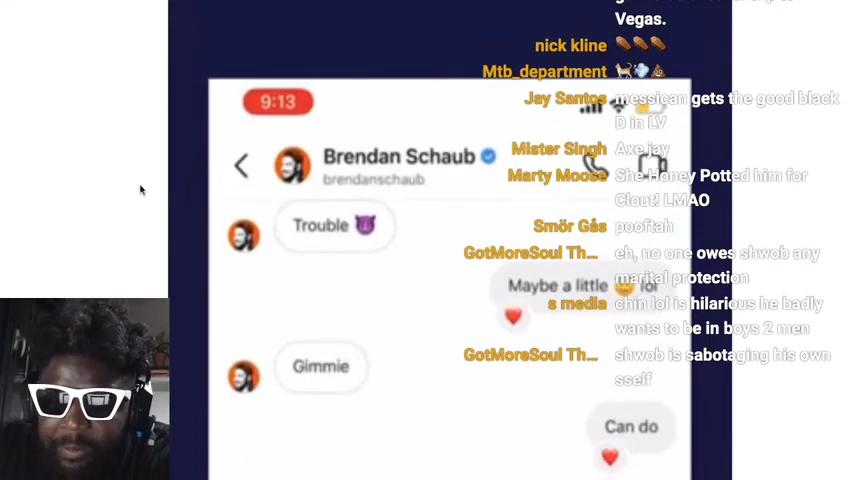 Vegas.
nick kline
Mtb_department
Jay Santos messican gets the good black
D in LV
Mister Singh Axe jay
Marty Moose She Honey Potted him for
Clout! LMAO
Smör Gås pooftah
GotMoreSoul Th... eh, no one owes shwob any
marital protection
s media chin lol is hilarious he badly
wants to be in boys 2 men
GotMoreSoul Th... shwob is sabotaging his own
sself
9:13
Brendan Schaub
brendanschaub
Trouble
Maybe a little lol
Gimmie
Can do